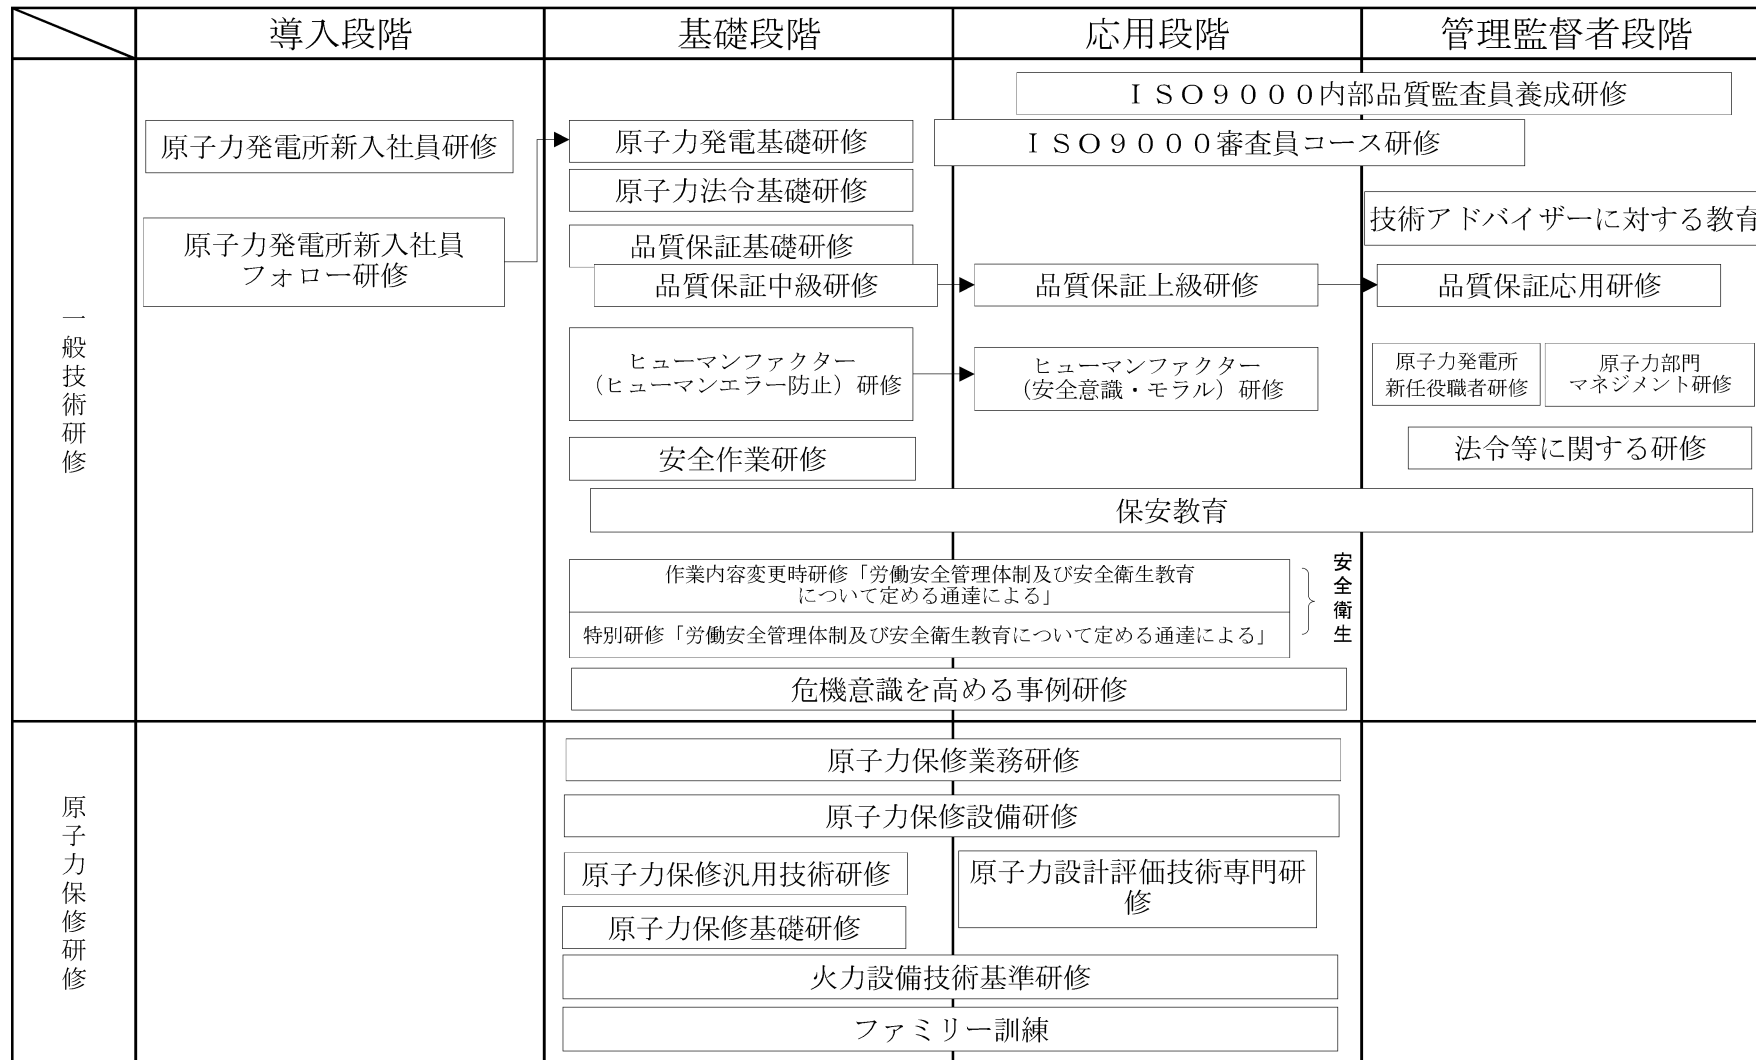 導入段階
基礎段階
応用段階
管理監督者段階
一般技術研修
ＩＳＯ９０００内部品質監査員養成研修
原子力発電所新入社員研修
原子力発電基礎研修
ＩＳＯ９０００審査員コース研修
原子力法令基礎研修
技術アドバイザーに対する教育
原子力発電所新入社員
フォロー研修
品質保証基礎研修
品質保証中級研修
品質保証上級研修
品質保証応用研修
ヒューマンファクター
（ヒューマンエラー防止）研修
ヒューマンファクター
（安全意識・モラル）研修
原子力発電所
新任役職者研修
原子力部門
マネジメント研修
安全作業研修
法令等に関する研修
保安教育
作業内容変更時研修「労働安全管理体制及び安全衛生教育
について定める通達による」
特別研修「労働安全管理体制及び安全衛生教育について定める通達による」
安全衛生
危機意識を高める事例研修
原子力保修研修
原子力保修業務研修
原子力保修設備研修
原子力保修汎用技術研修
原子力設計評価技術専門研
修
原子力保修基礎研修
火力設備技術基準研修
ファミリー訓練